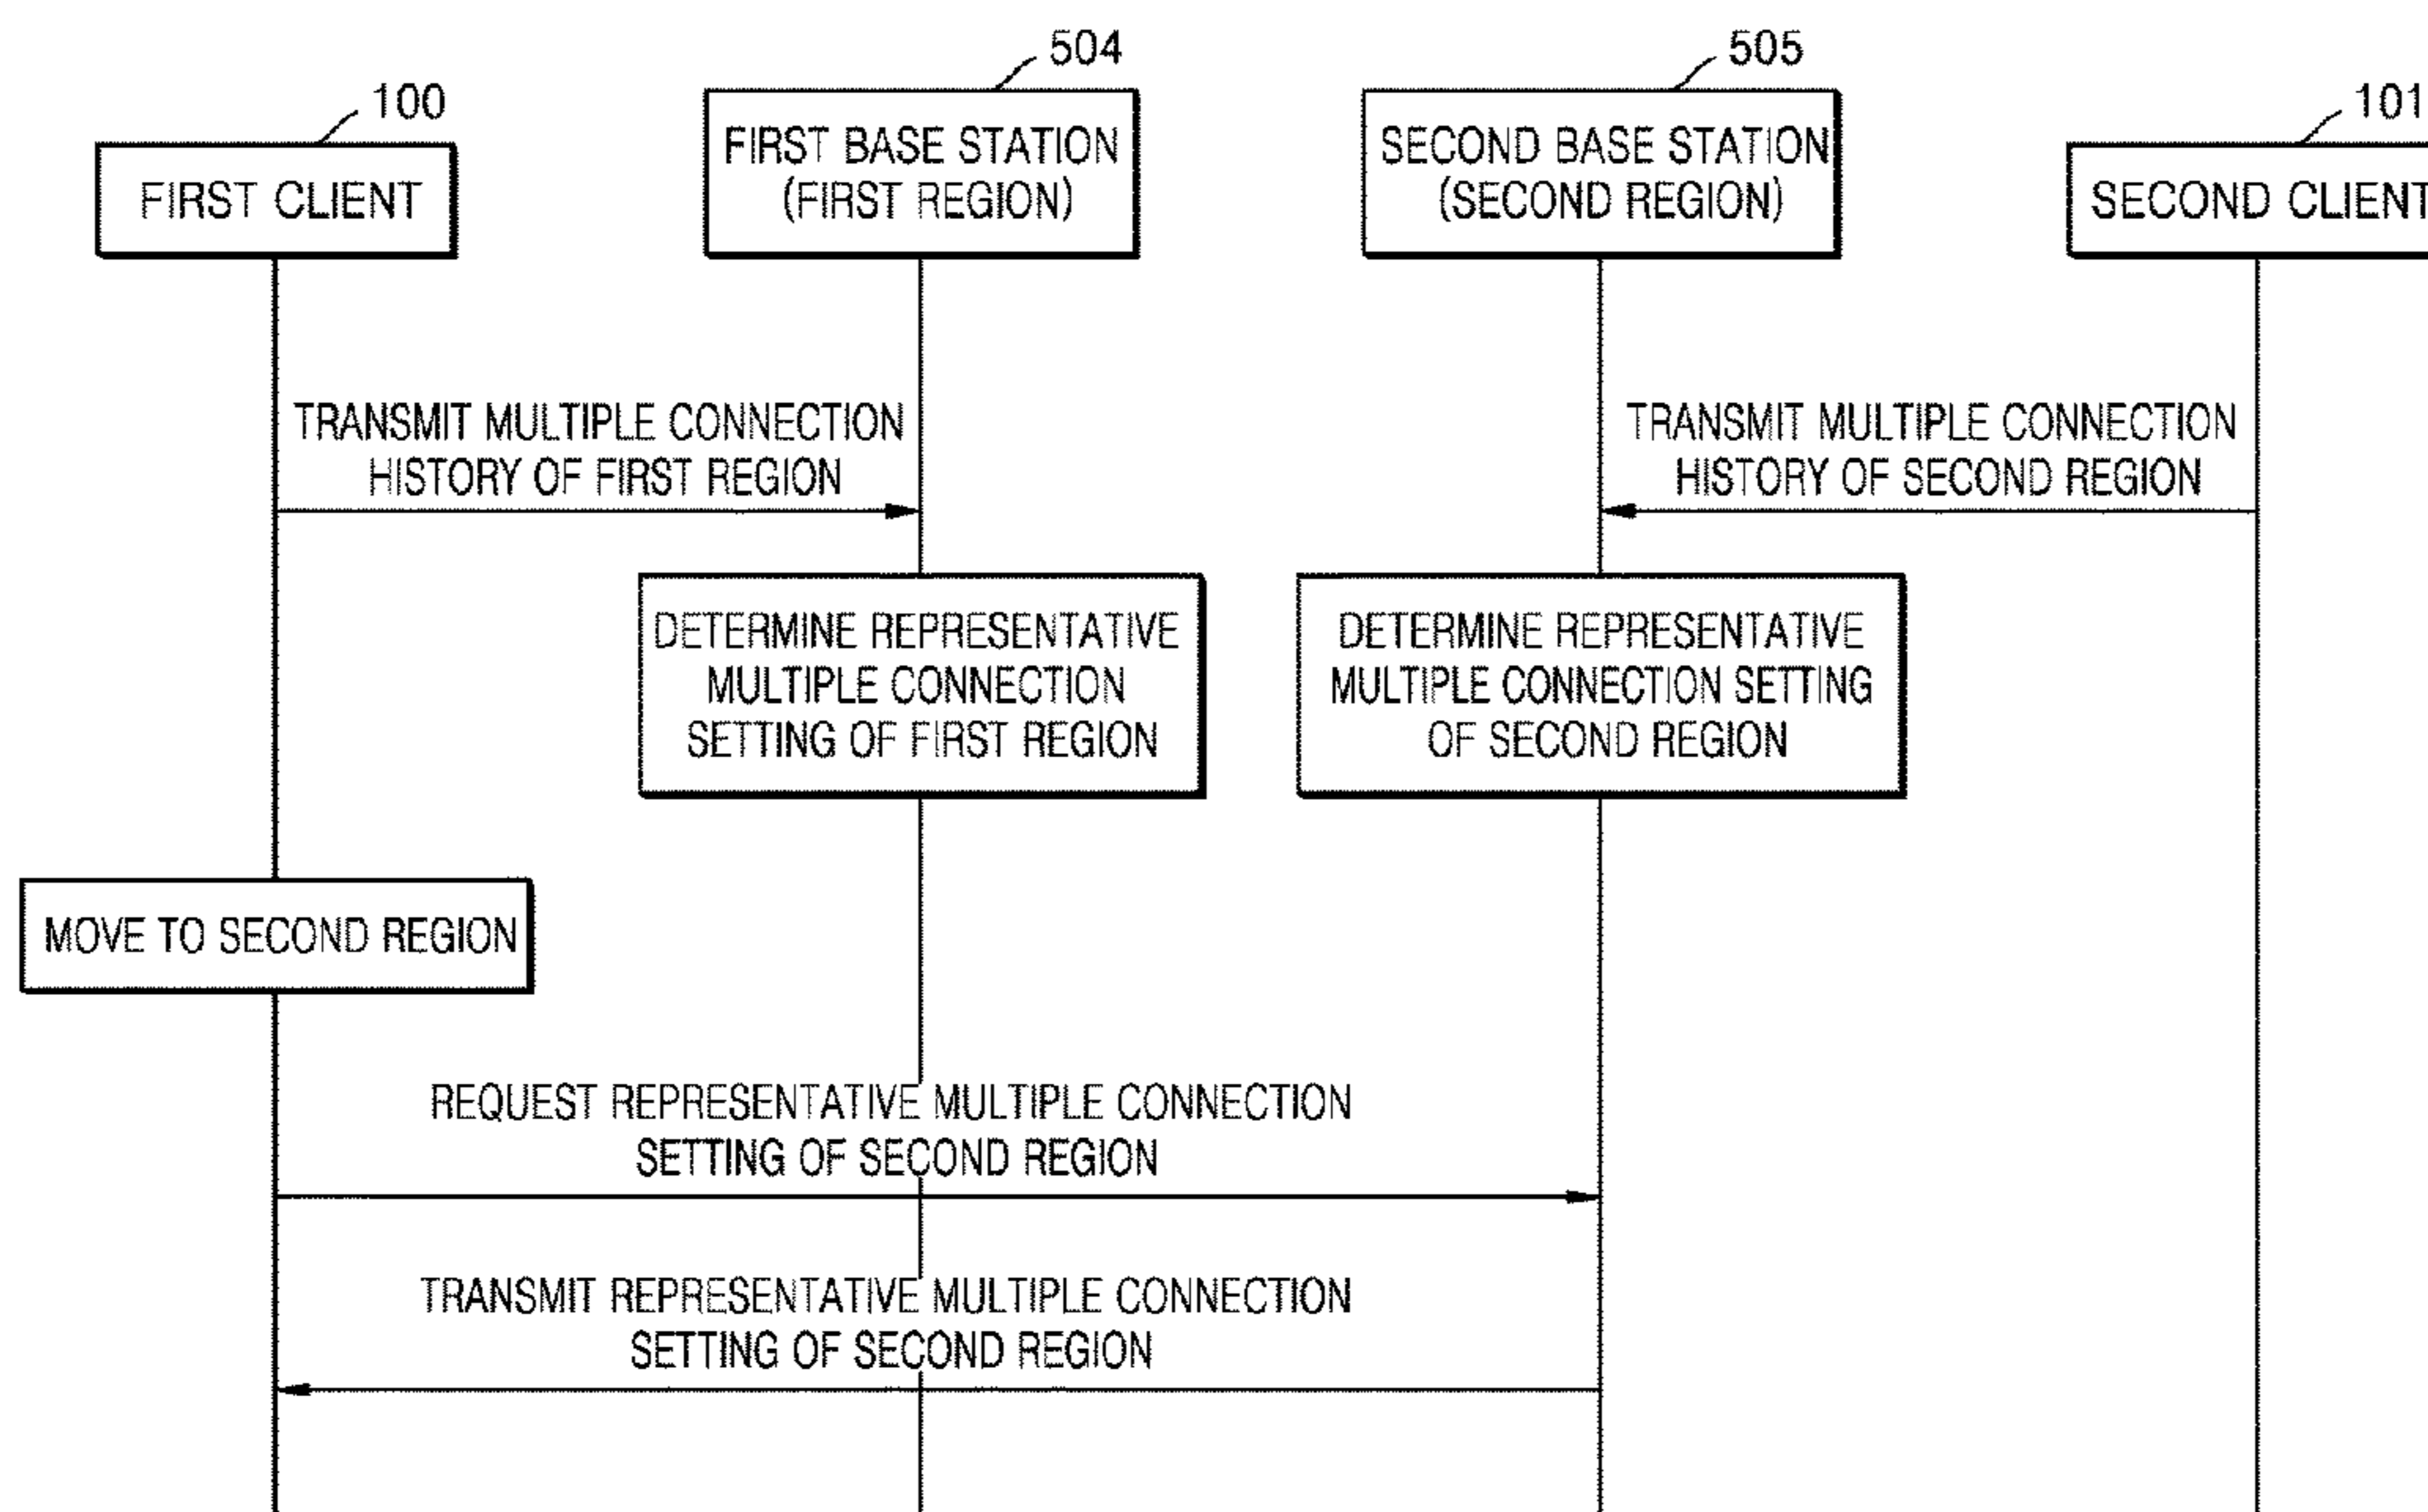 504
505
100
101
FIRST CLIENT
FIRST BASE STATION
(FIRST REGION)
SECOND BASE STATION
(SECOND REGION)
SECOND CLIENT
TRANSMIT MULTIPLE CONNECTION
HISTORY OF FIRST REGION
TRANSMIT MULTIPLE CONNECTION
HISTORY OF SECOND REGION
DETERMINE REPRESENTATIVE
MULTIPLE CONNECTION
SETTING OF FIRST REGION
DETERMINE REPRESENTATIVE
MULTIPLE CONNECTION SETTING
OF SECOND REGION
MOVE TO SECOND REGION
REQUEST REPRESENTATIVE MULTIPLE CONNECTION
SETTING OF SECOND REGION
TRANSMIT REPRESENTATIVE MULTIPLE CONNECTION
SETTING OF SECOND REGION